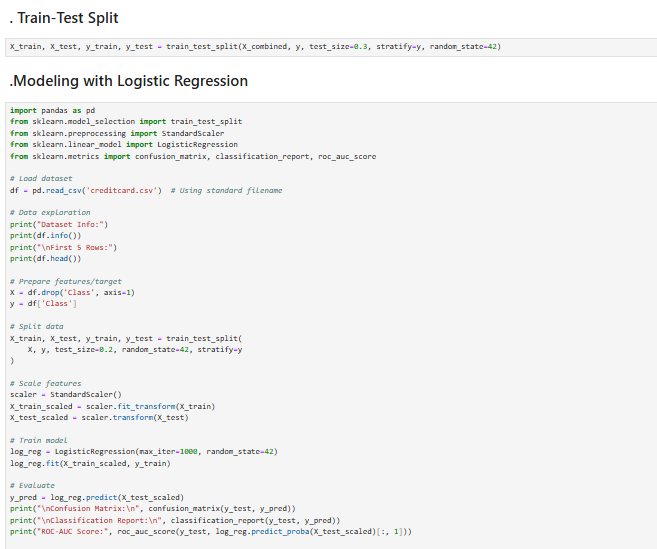 . Train-Test Split
X_train, X_test, y_train, y_test = train_test_split(X_combined, y, test_size=0.3, stratify=y, random_state=42)
.Modeling with Logistic Regression
import pandas as pd
from sklearn.model_selection import train_test_split
from sklearn.preprocessing import StandardScaler
from sklearn.linear_model import LogisticRegression
from sklearn.metrics import confusion_matrix, classification_report, roc_auc_score
# Load dataset
df = pd.read_csv('creditcard.csv')  # Using standard filename
# Data exploration
print("Dataset Info:")
print(df.info())
print("\nFirst 5 Rows:")
print(df.head())
# Prepare features/target
X = df.drop('Class', axis=1)
y = df['Class']
# Split data
X_train, X_test, y_train, y_test = train_test_split(
    X, y, test_size=0.2, random_state=42, stratify=y
)
# Scale features
scaler = StandardScaler()
X_train_scaled = scaler.fit_transform(X_train)
X_test_scaled = scaler.transform(X_test)
# Train model
log_reg = LogisticRegression(max_iter=1000, random_state=42)
log_reg.fit(X_train_scaled, y_train)
# Evaluate
y_pred = log_reg.predict(X_test_scaled)
print("\nConfusion Matrix:\n", confusion_matrix(y_test, y_pred))
print("\nClassification Report:\n", classification_report(y_test, y_pred))
print("ROC-AUC Score:", roc_auc_score(y_test, log_reg.predict_proba(X_test_scaled)[:, 1]))